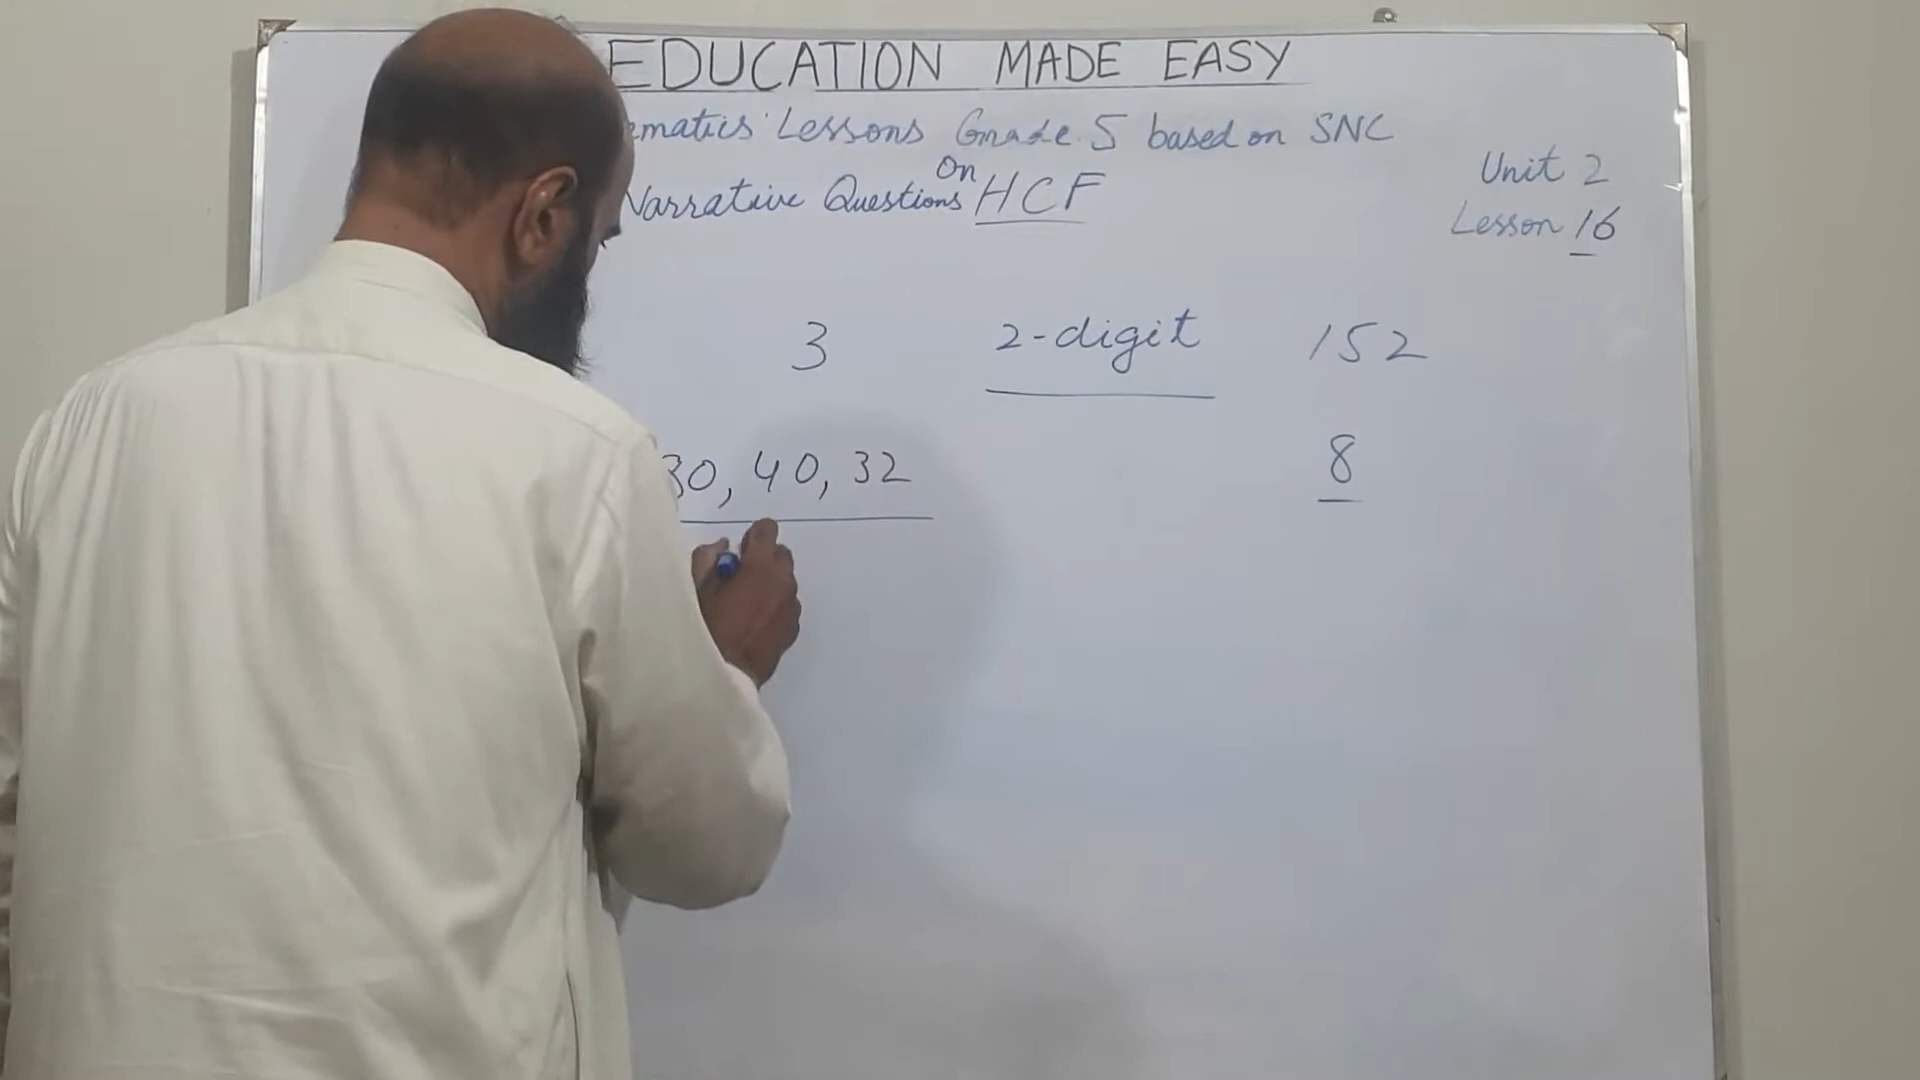 EDUCATION MADE EASY
ematics Lessons Grade 5 based on SNC
On
Narrative Questions HCF
Unit 2
Lesson 16
3 2-digit 152
80, 40, 32
8